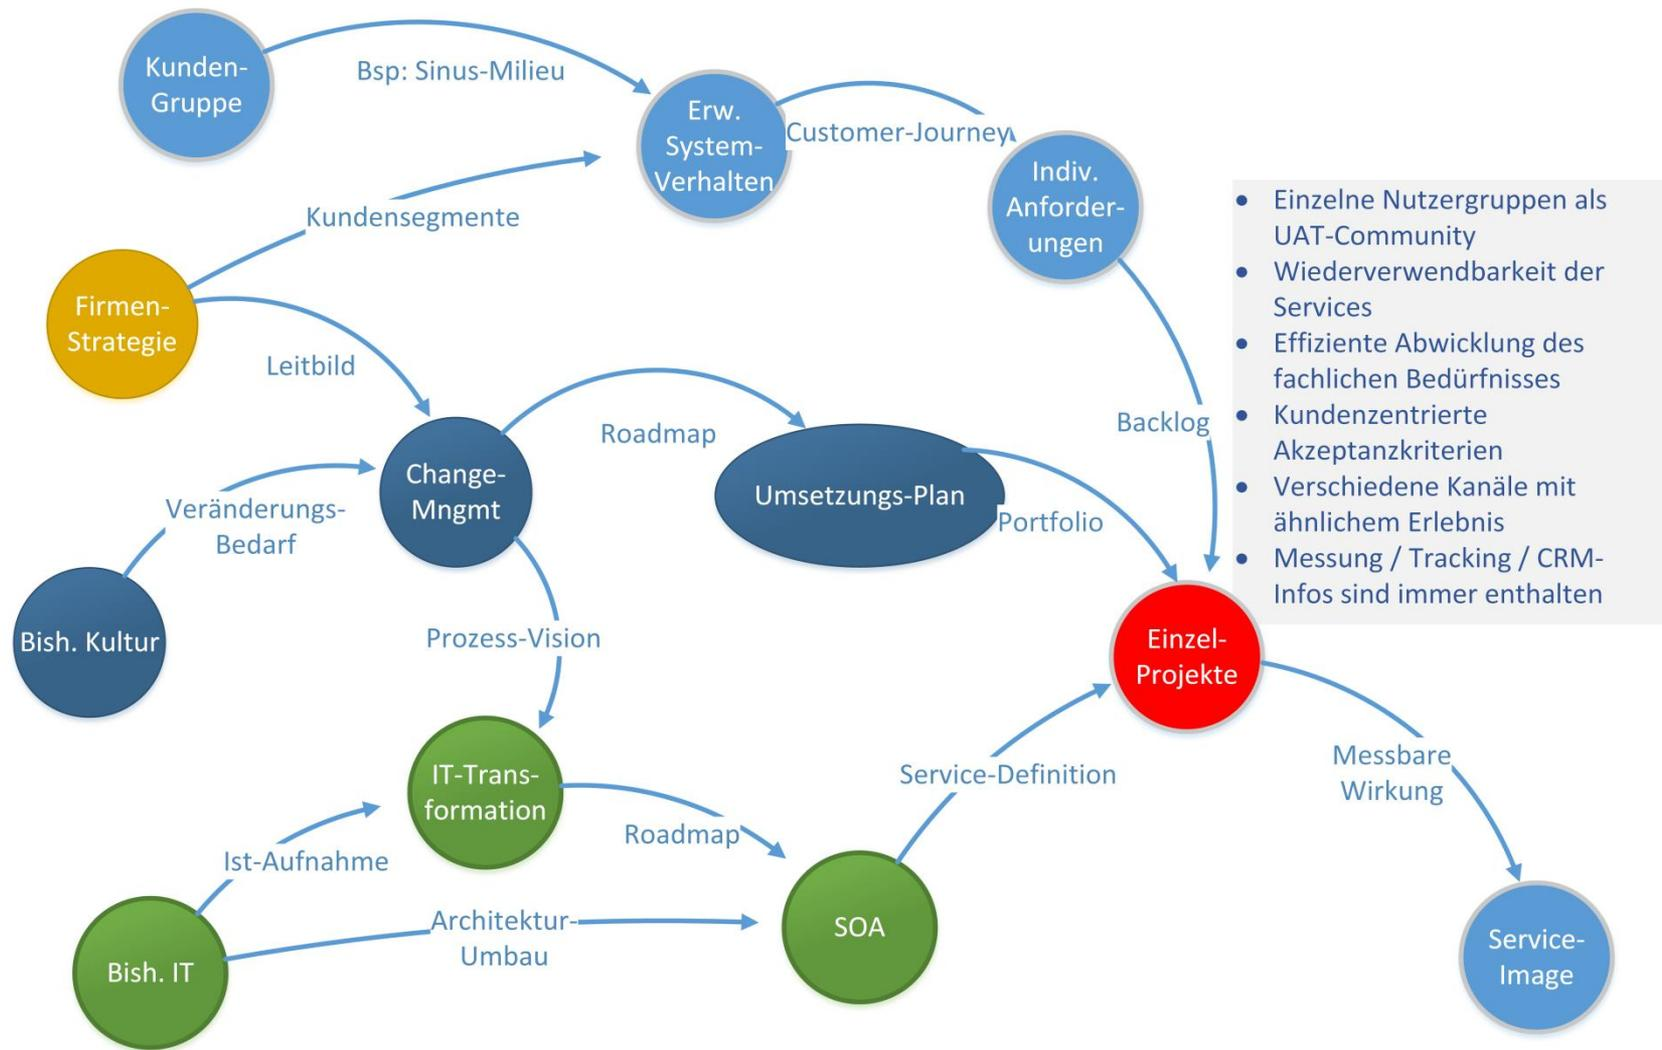 Kunden-
Gruppe
Bsp: Sinus-Milieu
Erw.
System-
Verhalten
Customer-Journey
Indiv.
Anforder-
ungen
Kundensegmente
Firmen-
Strategie
Leitbild
Change-
Mngmt
Roadmap
Umsetzungs-Plan
Portfolio
Backlog
• Einzelne Nutzergruppen als
UAT-Community
• Wiederverwendbarkeit der
Services
• Effiziente Abwicklung des
fachlichen Bedürfnisses
• Kundenzentrierte
Akzeptanzkriterien
• Verschiedene Kanäle mit
ähnlichem Erlebnis
• Messung / Tracking / CRM-
Infos sind immer enthalten
Veränderungs-
Bedarf
Bish. Kultur
Prozess-Vision
Einzel-
Projekte
IT-Trans-
formation
Ist-Aufnahme
Roadmap
Service-Definition
Messbare
Wirkung
Bish. IT
Architektur-
Umbau
SOA
Service-
Image